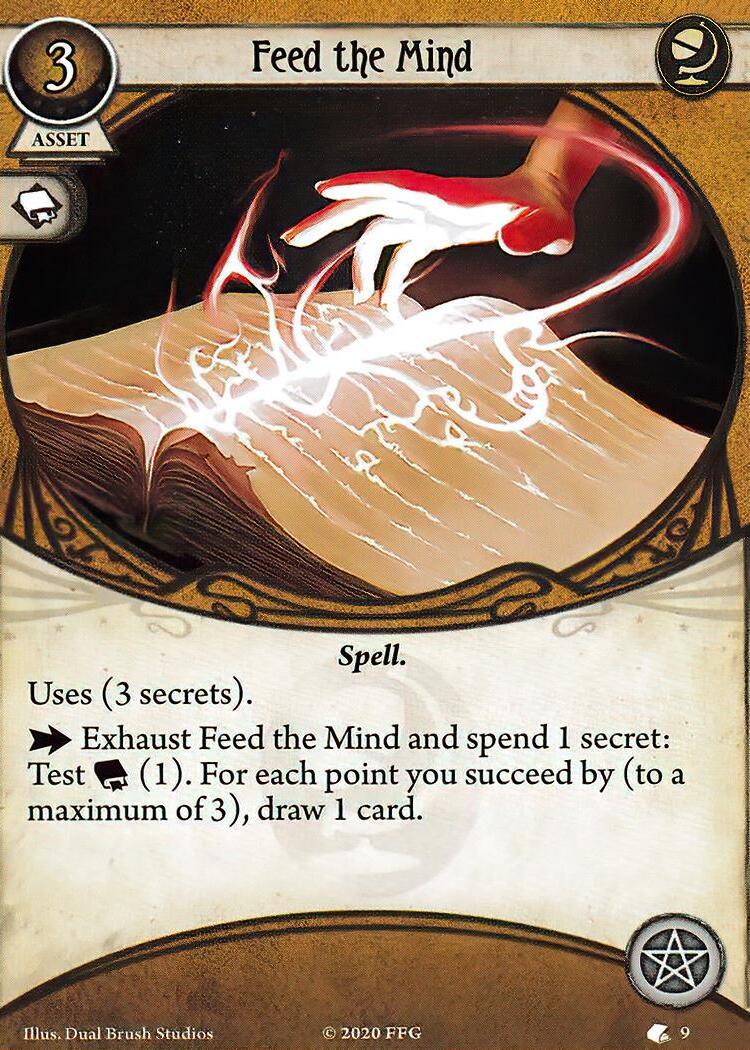 3
Feed the Mind
ASSET
Spell.
Uses (3 secrets).
Exhaust Feed the Mind and spend 1 secret:
Test (1). For each point you succeed by (to a
maximum of 3), draw 1 card.
Illus. Dual Brush Studios
© 2020 FFG
9